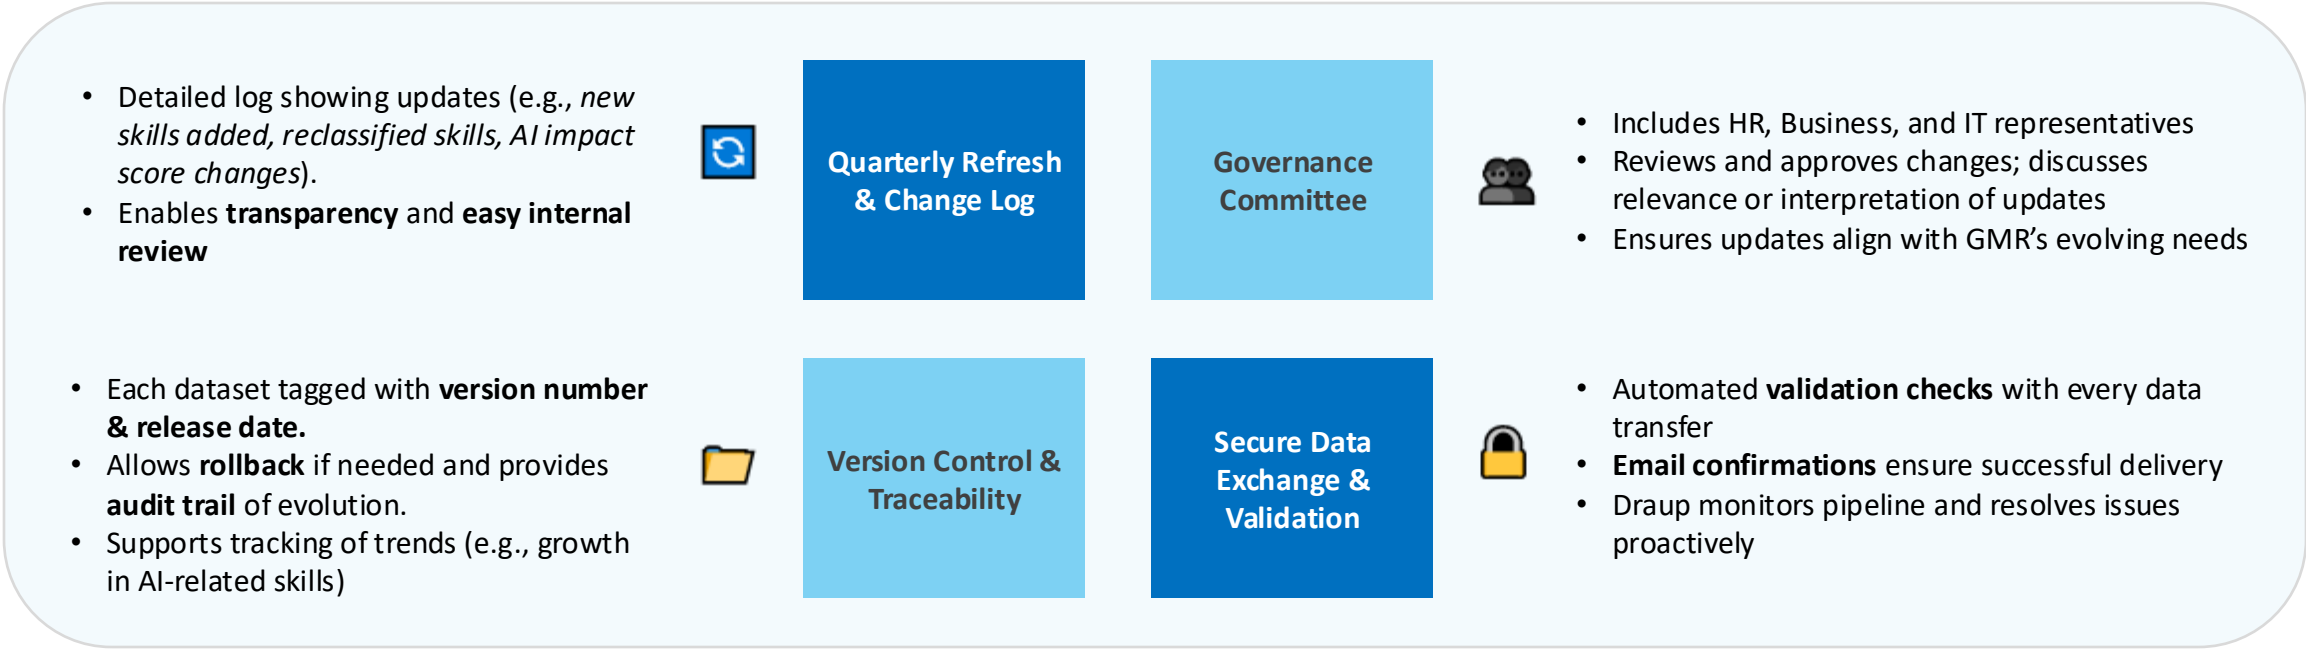 • Detailed log showing updates (e.g., new
skills added, reclassified skills, AI impact
score changes).
• Enables transparency and easy internal
review
Quarterly Refresh
& Change Log
Governance
Committee
• Includes HR, Business, and IT representatives
• Reviews and approves changes; discusses
relevance or interpretation of updates
• Ensures updates align with GMR’s evolving needs
• Each dataset tagged with version number
& release date.
• Allows rollback if needed and provides
audit trail of evolution.
• Supports tracking of trends (e.g., growth
in AI-related skills)
Version Control &
Traceability
Secure Data
Exchange &
Validation
• Automated validation checks with every data
transfer
• Email confirmations ensure successful delivery
• Draup monitors pipeline and resolves issues
proactively